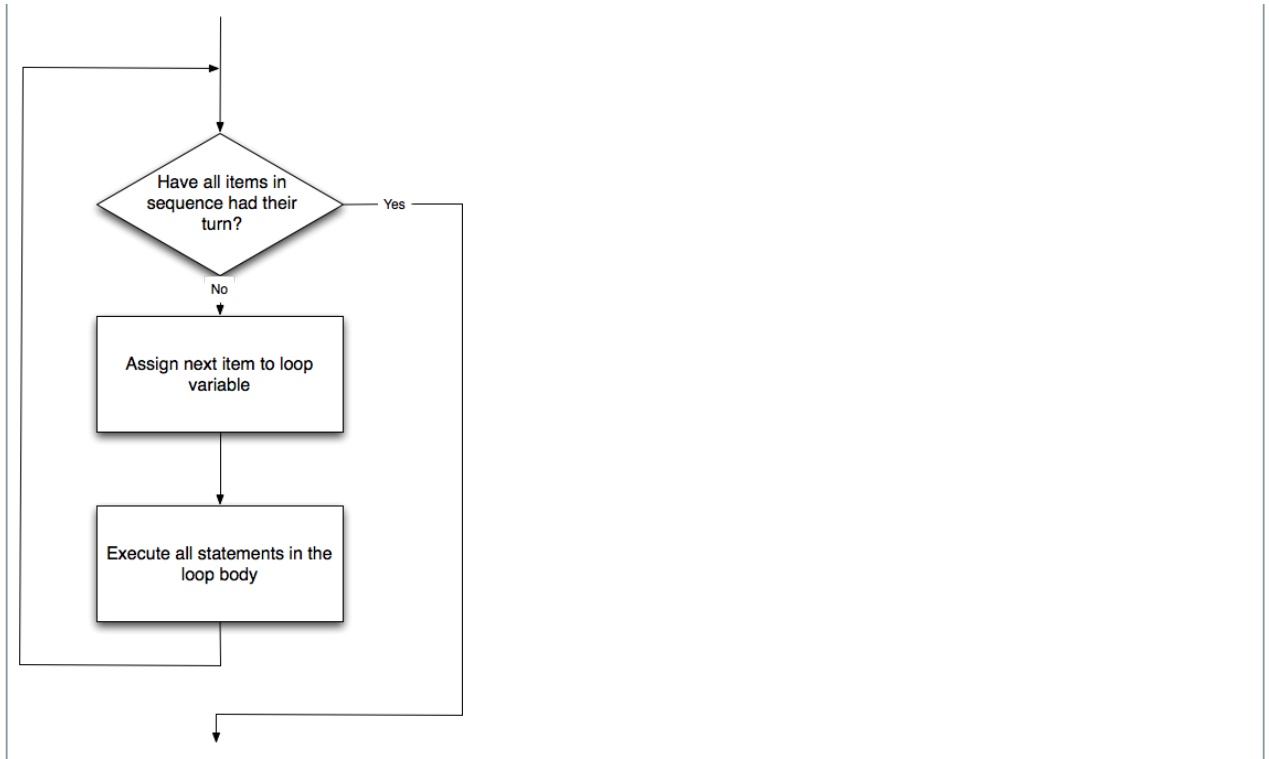 Have all items in
sequence had their
turn?
Yes
No
Assign next item to loop
variable
Execute all statements in the
loop body